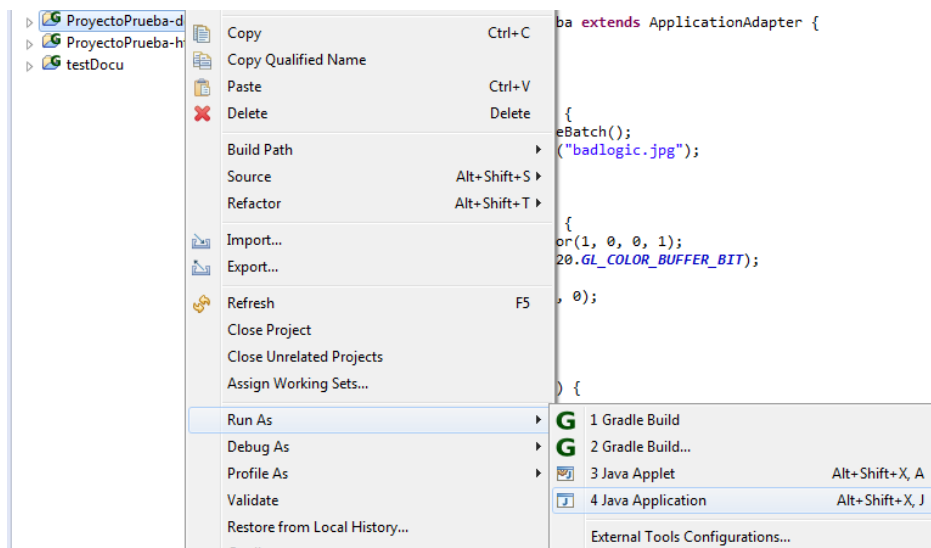 ProyectoPrueba-d
ProyectoPrueba-h
testDocu
Copy Ctrl+C
Copy Qualified Name
Paste Ctrl+V
Delete Delete
Build Path
Source Alt+Shift+S
Refactor Alt+Shift+T
Import...
Export...
Refresh F5
Close Project
Close Unrelated Projects
Assign Working Sets...
Run As
Debug As
Profile As
Validate
Restore from Local History...
ba extends ApplicationAdapter {
{
eBatch();
("badlogic.jpg");
{
or(1, 0, 0, 1);
20.GL_COLOR_BUFFER_BIT);
, 0);
) {
G 1 Gradle Build
G 2 Gradle Build...
3 Java Applet Alt+Shift+X, A
J 4 Java Application Alt+Shift+X, J
External Tools Configurations...